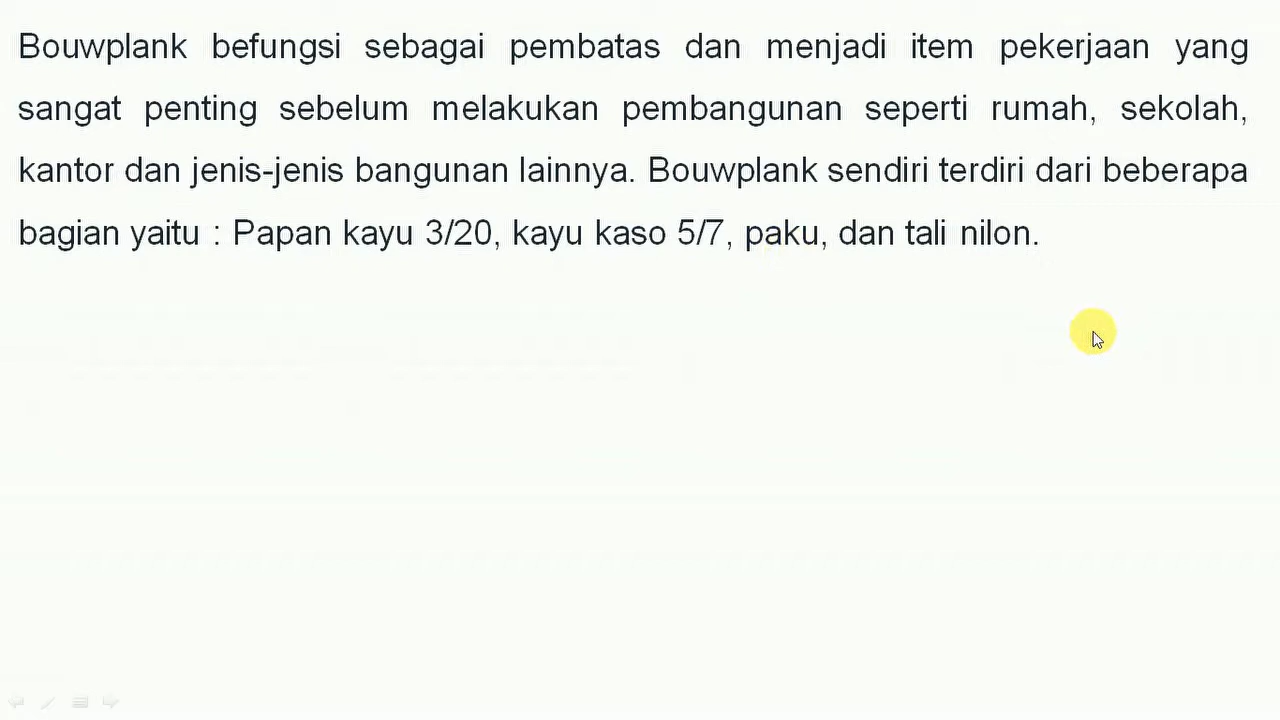 Bouwplank befungsi sebagai pembatas dan menjadi item pekerjaan yang
sangat penting sebelum melakukan pembangunan seperti rumah, sekolah,
kantor dan jenis-jenis bangunan lainnya. Bouwplank sendiri terdiri dari beberapa
bagian yaitu : Papan kayu 3/20, kayu kaso 5/7, paku, dan tali nilon.